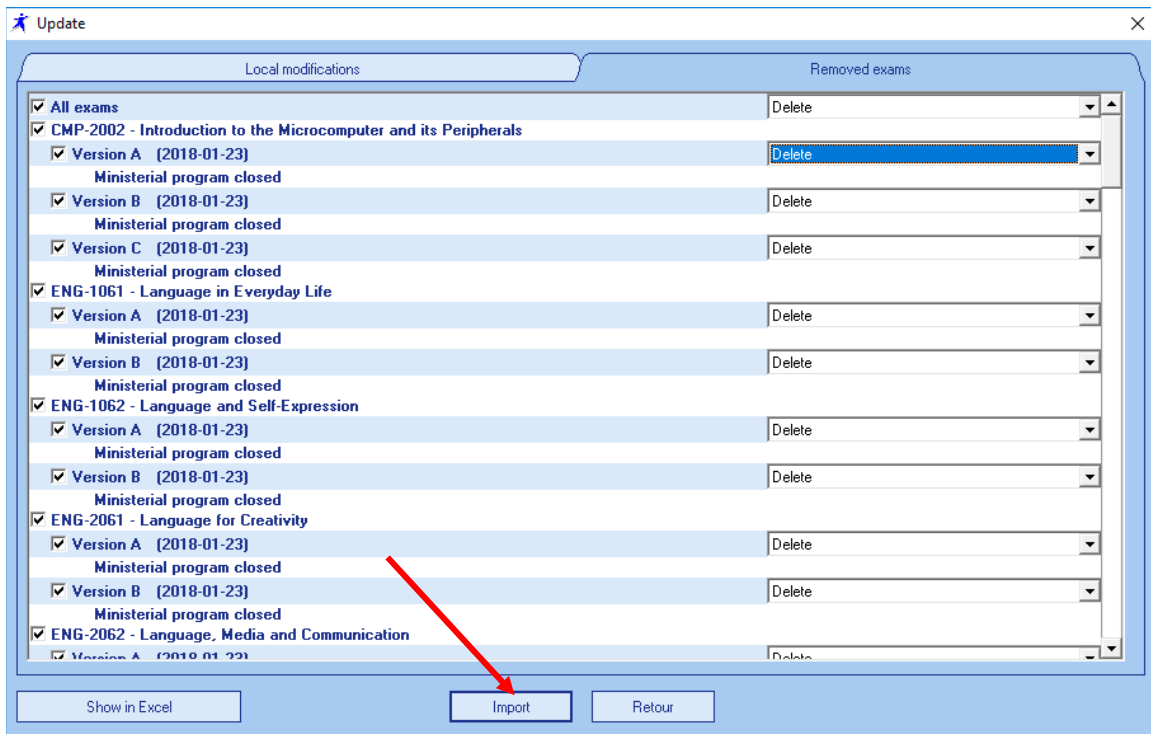 Update
Local modifications Removed exams
All exams Delete
CMP-2002 - Introduction to the Microcomputer and its Peripherals
Version A (2018-01-23) Delete
Ministerial program closed
Version B (2018-01-23) Delete
Ministerial program closed
Version C (2018-01-23) Delete
Ministerial program closed
ENG-1061 - Language in Everyday Life
Version A (2018-01-23) Delete
Ministerial program closed
Version B (2018-01-23) Delete
Ministerial program closed
ENG-1062 - Language and Self-Expression
Version A (2018-01-23) Delete
Ministerial program closed
Version B (2018-01-23) Delete
Ministerial program closed
ENG-2061 - Language for Creativity
Version A (2018-01-23) Delete
Ministerial program closed
Version B (2018-01-23) Delete
Ministerial program closed
ENG-2062 - Language, Media and Communication
Version A (2018-01-23) Delete
Show in Excel Import Retour